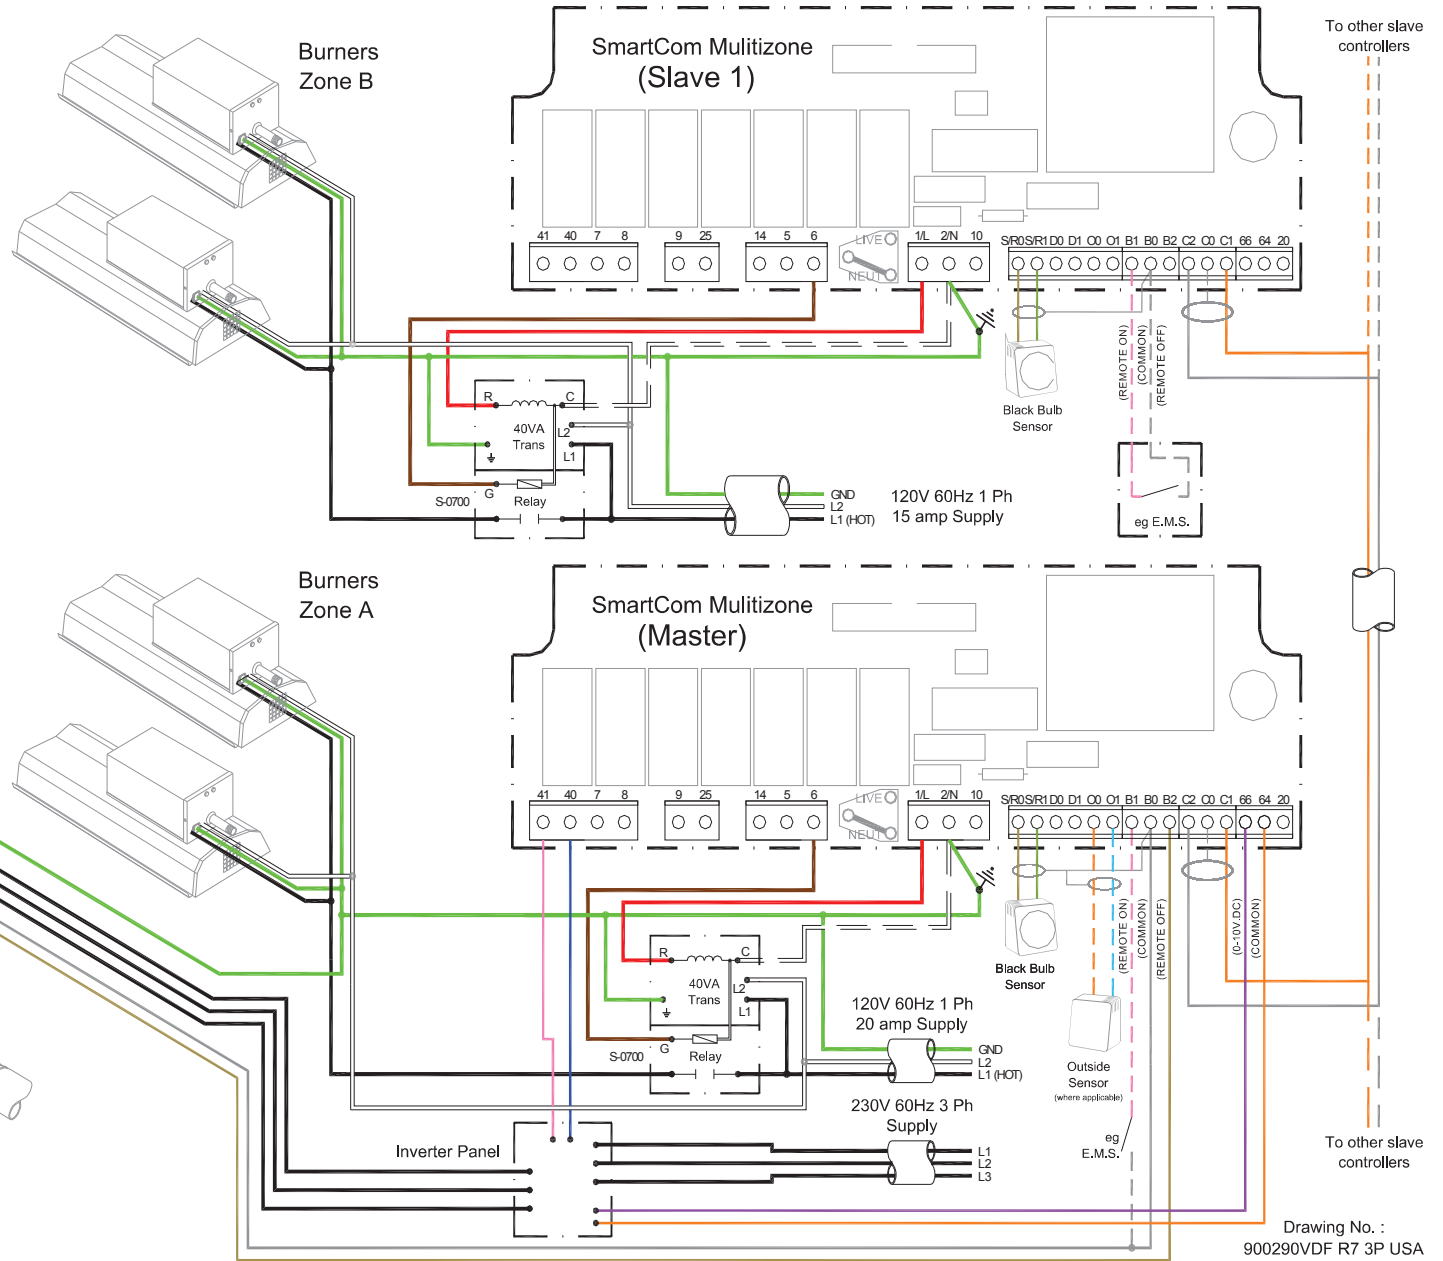 Burners
Zone B
SmartCom Mulitizone
(Slave 1)
To other slave
controllers
41 40 7 8 9 25 14 5 6 LIVE NEUT 1/L 2/N 10 S/R0 S/R1 D0 D1 O0 O1 B1 B0 B2 C2 C0 C1 66 64 20
(REMOTE ON)
(COMMON)
(REMOTE OFF)
Black Bulb
Sensor
R C
40VA
Trans
L2
L1
G
Relay
S-0700
GND
L2
L1 (HOT)
120V 60Hz 1 Ph
15 amp Supply
eg E.M.S.
Burners
Zone A
SmartCom Mulitizone
(Master)
41 40 7 8 9 25 14 5 6 LIVE NEUT 1/L 2/N 10 S/R0 S/R1 D0 D1 O0 O1 B1 B0 B2 C2 C0 C1 66 64 20
(REMOTE ON)
(COMMON)
(REMOTE OFF)
(0-10V.DC)
(COMMON)
Black Bulb
Sensor
R C
40VA
Trans
L2
L1
G
Relay
S-0700
120V 60Hz 1 Ph
20 amp Supply
GND
L2
L1 (HOT)
Outside
Sensor
(where applicable)
230V 60Hz 3 Ph
Supply
L1
L2
L3
eg
E.M.S.
Inverter Panel
To other slave
controllers
Drawing No. :
900290VDF R7 3P USA